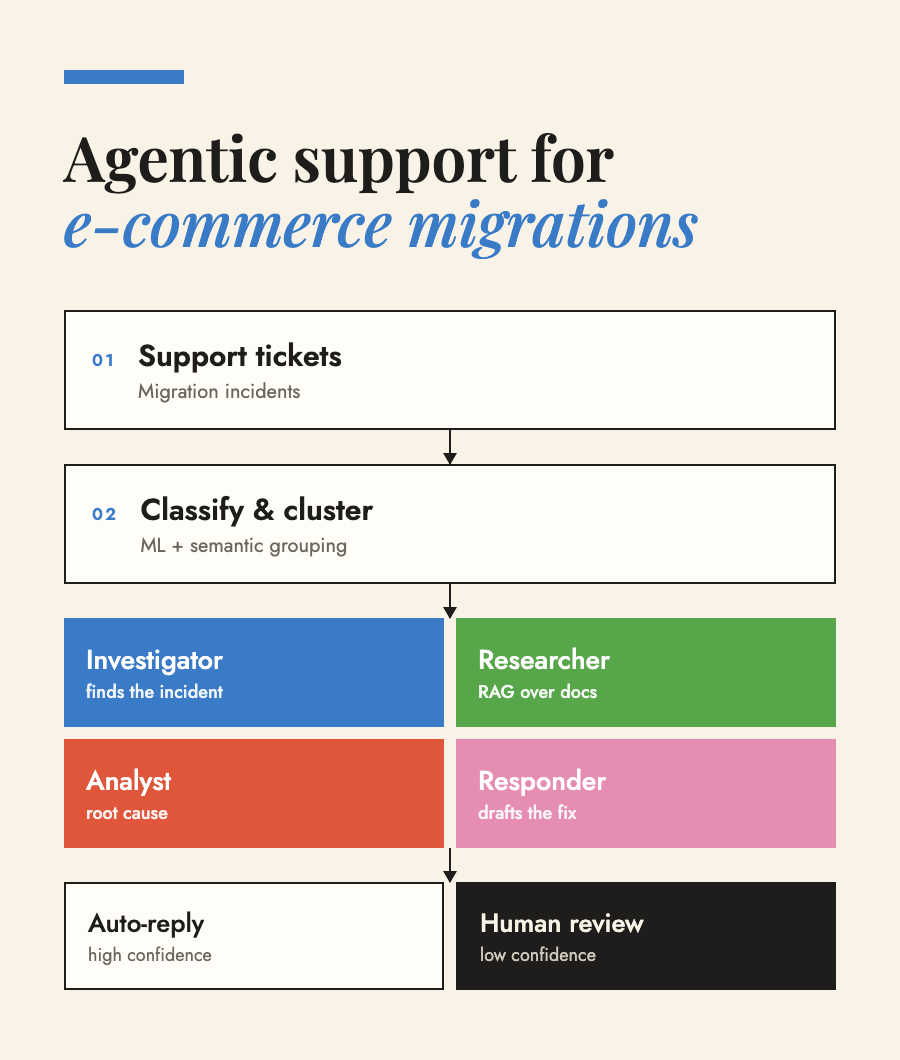 Agentic support for
e-commerce migrations
01 Support tickets
Migration incidents
02 Classify & cluster
ML + semantic grouping
Investigator
finds the incident
Researcher
RAG over docs
Analyst
root cause
Responder
drafts the fix
Auto-reply
high confidence
Human review
low confidence